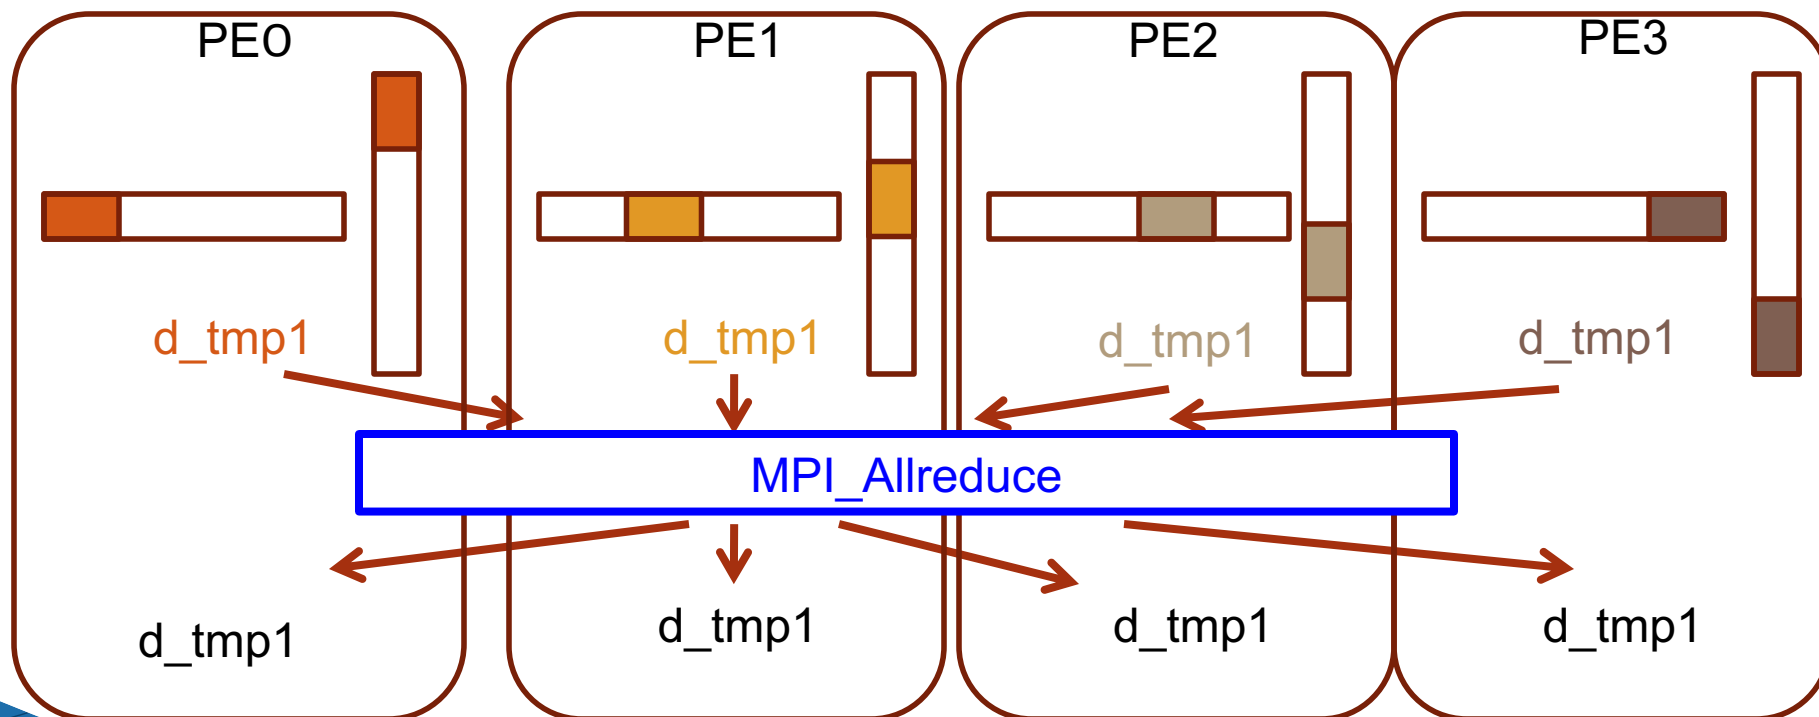 PE0
PE1
PE2
PE3
d_tmp1
d_tmp1
d_tmp1
d_tmp1
MPI_Allreduce
d_tmp1
d_tmp1
d_tmp1
d_tmp1